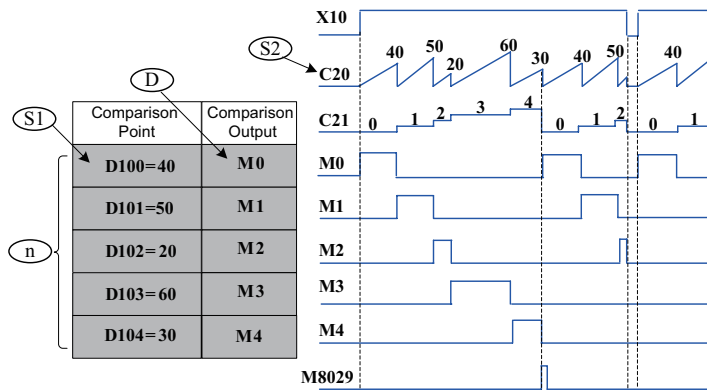 S1
D
Comparison Point
Comparison Output
n
D100=40
M0
D101=50
M1
D102=20
M2
D103=60
M3
D104=30
M4
X10
S2
C20
40
50
20
60
30
40
50
40
C21
0
1
2
3
4
0
1
2
0
1
M0
M1
M2
M3
M4
M8029